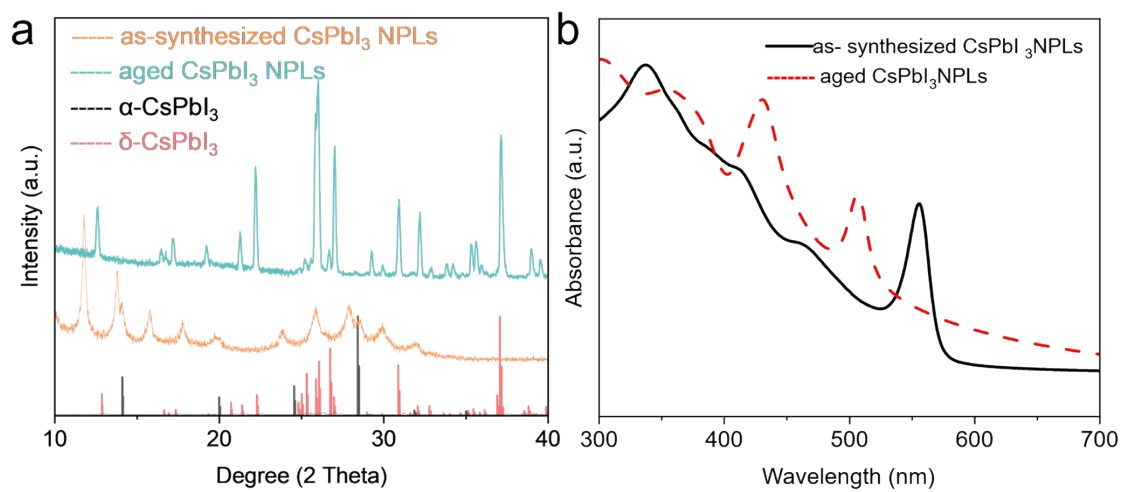 a
as-synthesized CsPbI₃ NPLs
aged CsPbI₃ NPLs
α-CsPbI₃
δ-CsPbI₃
Intensity (a.u.)
10 20 30 40
Degree (2 Theta)
b
as- synthesized CsPbI ₃NPLs
aged CsPbI₃NPLs
Absorbance (a.u.)
300 400 500 600 700
Wavelength (nm)